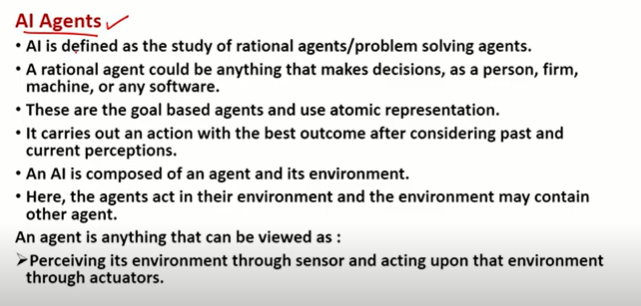 AI Agents
• AI is defined as the study of rational agents/problem solving agents.
• A rational agent could be anything that makes decisions, as a person, firm,
machine, or any software.
• These are the goal based agents and use atomic representation.
• It carries out an action with the best outcome after considering past and
current perceptions.
• An AI is composed of an agent and its environment.
• Here, the agents act in their environment and the environment may contain
other agent.
An agent is anything that can be viewed as :
➢Perceiving its environment through sensor and acting upon that environment
through actuators.